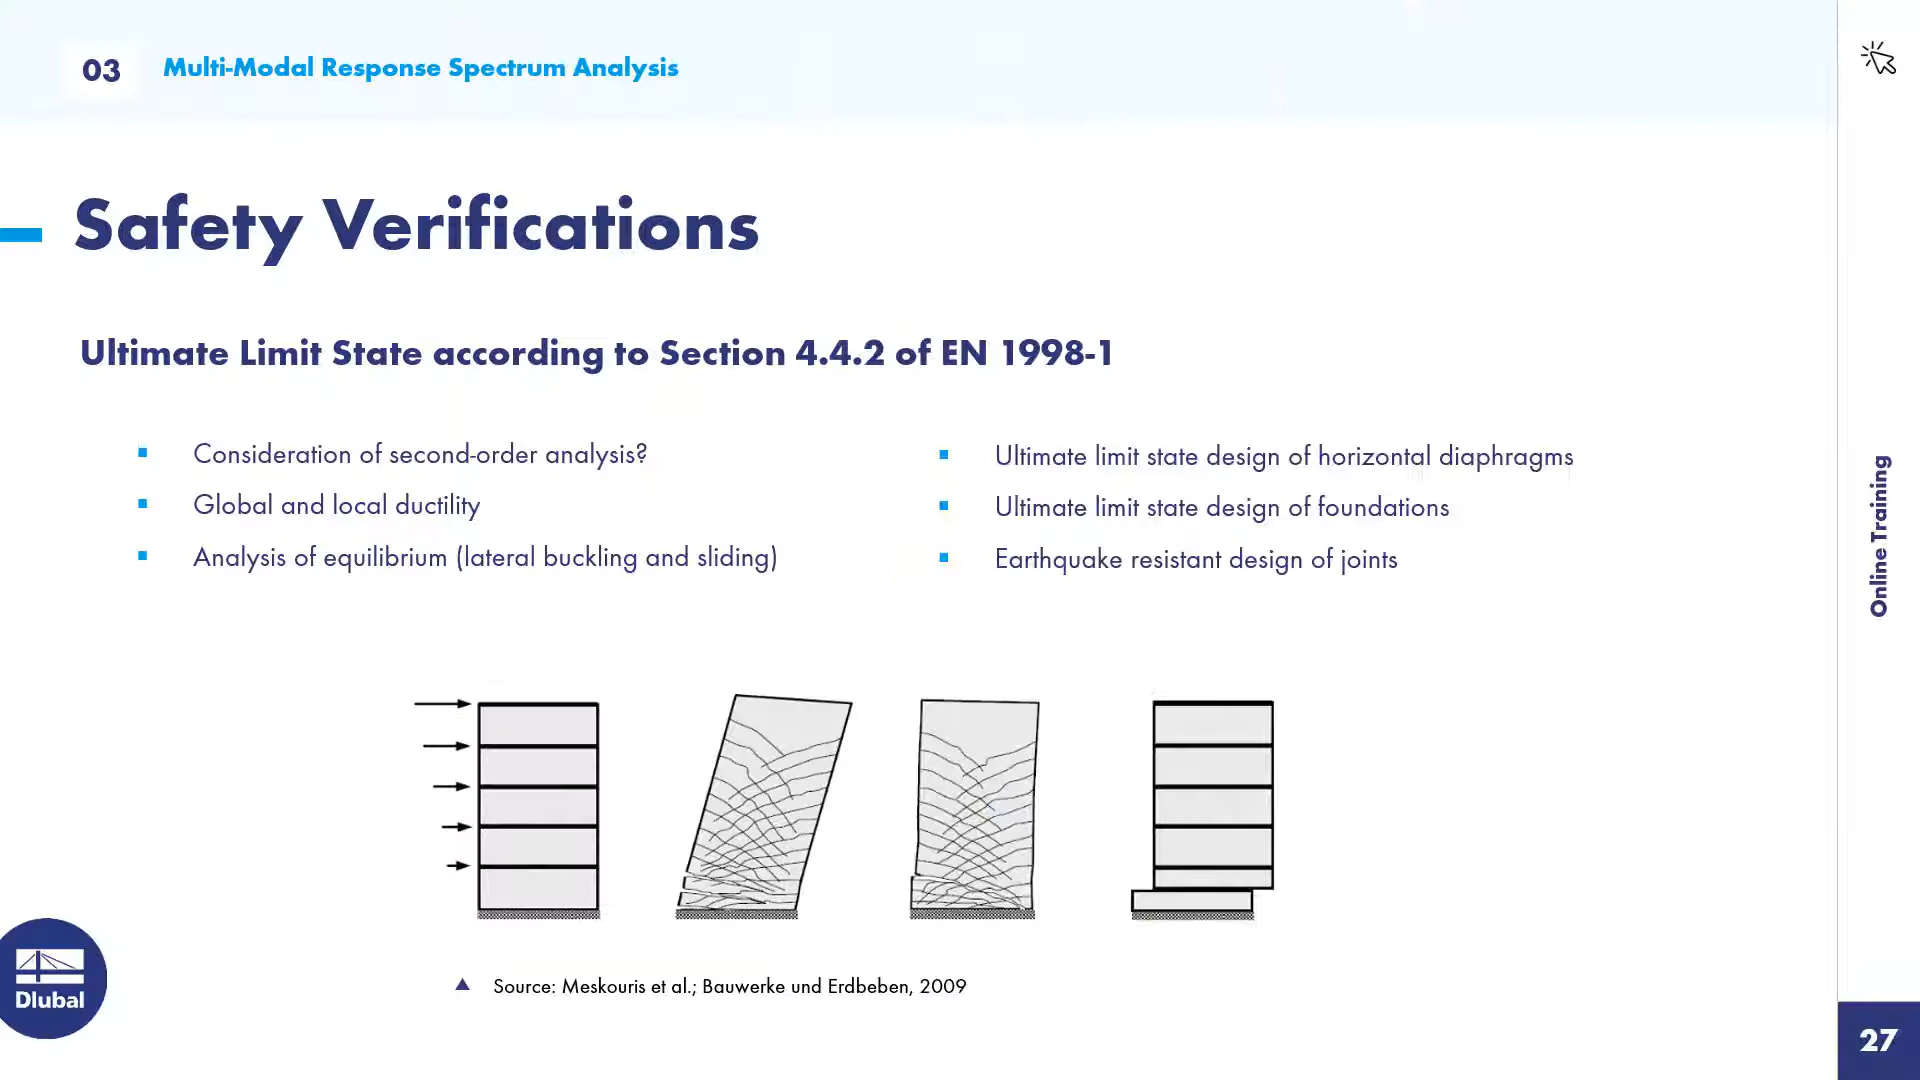 03
Multi-Modal Response Spectrum Analysis
Safety Verifications
Ultimate Limit State according to Section 4.4.2 of EN 1998-1
Consideration of second-order analysis?
Global and local ductility
Analysis of equilibrium (lateral buckling and sliding)
Ultimate limit state design of horizontal diaphragms
Ultimate limit state design of foundations
Earthquake resistant design of joints
Source: Meskouris et al.; Bauwerke und Erdbeben, 2009
Dlubal
Online Training
27